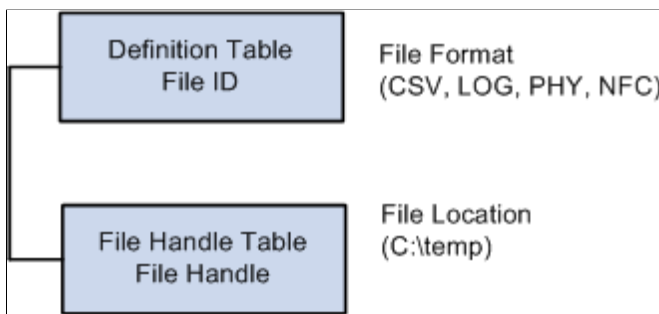 Definition Table
File ID
File Format
(CSV, LOG, PHY, NFC)
File Handle Table
File Handle
File Location
(C:\temp)